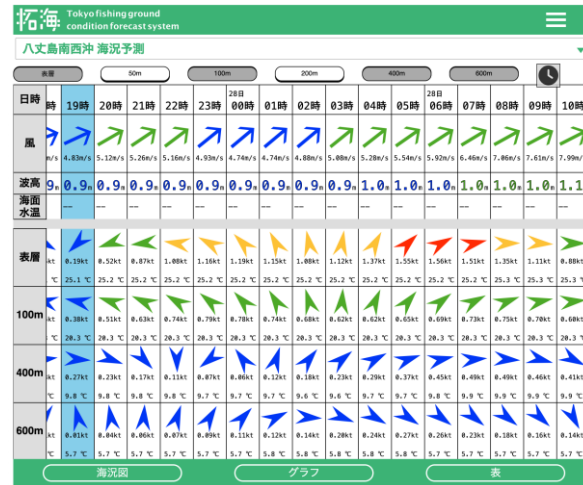 拓海 Tokyo fishing ground
condition forecast system
八丈島南西沖 海況予測
表層 50m 100m 200m 400m 600m
28日 28日
日時 時 19時 20時 21時 22時 23時 00時 01時 02時 03時 04時 05時 06時 07時 08時 09時 10時
風
m/s 4.83m/s 5.12m/s 5.26m/s 5.16m/s 4.93m/s 4.74m/s 4.74m/s 4.88m/s 5.08m/s 5.28m/s 5.54m/s 5.92m/s 6.46m/s 7.06m/s 7.61m/s 7.99m/s
波高 9m 0.9m 0.9m 0.9m 0.9m 0.9m 0.9m 0.9m 0.9m 0.9m 1.0m 1.0m 1.0m 1.0m 1.0m 1.0m 1.1
海面
水温 -- -- -- -- -- -- -- -- -- -- -- -- -- -- -- --
表層
kt 0.19kt 0.52kt 0.87kt 1.08kt 1.16kt 1.19kt 1.15kt 1.08kt 1.12kt 1.37kt 1.55kt 1.56kt 1.51kt 1.35kt 1.11kt 0.88kt
℃ 25.1 ℃ 25.2 ℃ 25.2 ℃ 25.2 ℃ 25.2 ℃ 25.2 ℃ 25.2 ℃ 25.2 ℃ 25.2 ℃ 25.2 ℃ 25.2 ℃ 25.2 ℃ 25.2 ℃ 25.3 ℃ 25.3 ℃ 25.3 ℃
100m
kt 0.38kt 0.51kt 0.63kt 0.74kt 0.79kt 0.78kt 0.74kt 0.68kt 0.62kt 0.62kt 0.65kt 0.69kt 0.73kt 0.75kt 0.70kt 0.60kt
℃ 20.3 ℃ 20.3 ℃ 20.3 ℃ 20.3 ℃ 20.3 ℃ 20.3 ℃ 20.3 ℃ 20.3 ℃ 20.3 ℃ 20.3 ℃ 20.3 ℃ 20.3 ℃ 20.3 ℃ 20.3 ℃ 20.3 ℃ 20.3 ℃
400m
kt 0.27kt 0.23kt 0.17kt 0.11kt 0.07kt 0.06kt 0.12kt 0.18kt 0.23kt 0.29kt 0.37kt 0.45kt 0.49kt 0.49kt 0.46kt 0.41kt
℃ 9.8 ℃ 9.8 ℃ 9.8 ℃ 9.8 ℃ 9.7 ℃ 9.7 ℃ 9.7 ℃ 9.6 ℃ 9.6 ℃ 9.7 ℃ 9.7 ℃ 9.8 ℃ 9.9 ℃ 9.9 ℃ 9.9 ℃ 9.9 ℃
600m
kt 0.01kt 0.04kt 0.06kt 0.07kt 0.09kt 0.11kt 0.12kt 0.14kt 0.20kt 0.24kt 0.27kt 0.26kt 0.23kt 0.18kt 0.16kt 0.14kt
℃ 5.7 ℃ 5.7 ℃ 5.7 ℃ 5.7 ℃ 5.7 ℃ 5.7 ℃ 5.8 ℃ 5.8 ℃ 5.8 ℃ 5.8 ℃ 5.8 ℃ 5.7 ℃ 5.7 ℃ 5.7 ℃ 5.7 ℃ 5.7 ℃
海況図 グラフ 表